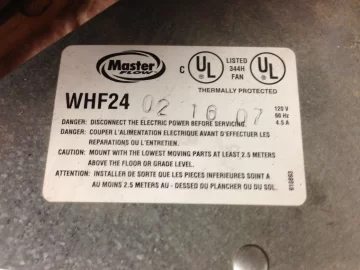 Master
FLOW
C UL UL LISTED
344H
FAN
THERMALLY PROTECTED
WHF24 02 16 07 120 V
60 Hz
4.5 A
DANGER: DISCONNECT THE ELECTRIC POWER BEFORE SERVICING.
DANGER: COUPER L'ALIMENTATION ELECTRIQUE AVANT D'EFFECTUER LES
REPARATIONS OU L'ENTRETIEN.
CAUTION: MOUNT WITH THE LOWEST MOVING PARTS AT LEAST 2.5 METERS
ABOVE THE FLOOR OR GRADE LEVEL.
ATTENTION: INSTALLER DE SORTE QUE LES PIECES INFERIEURES SOINT A
AU MOINS 2.5 METERS AU - DESSED DU PLANCHER OU DU SOL.